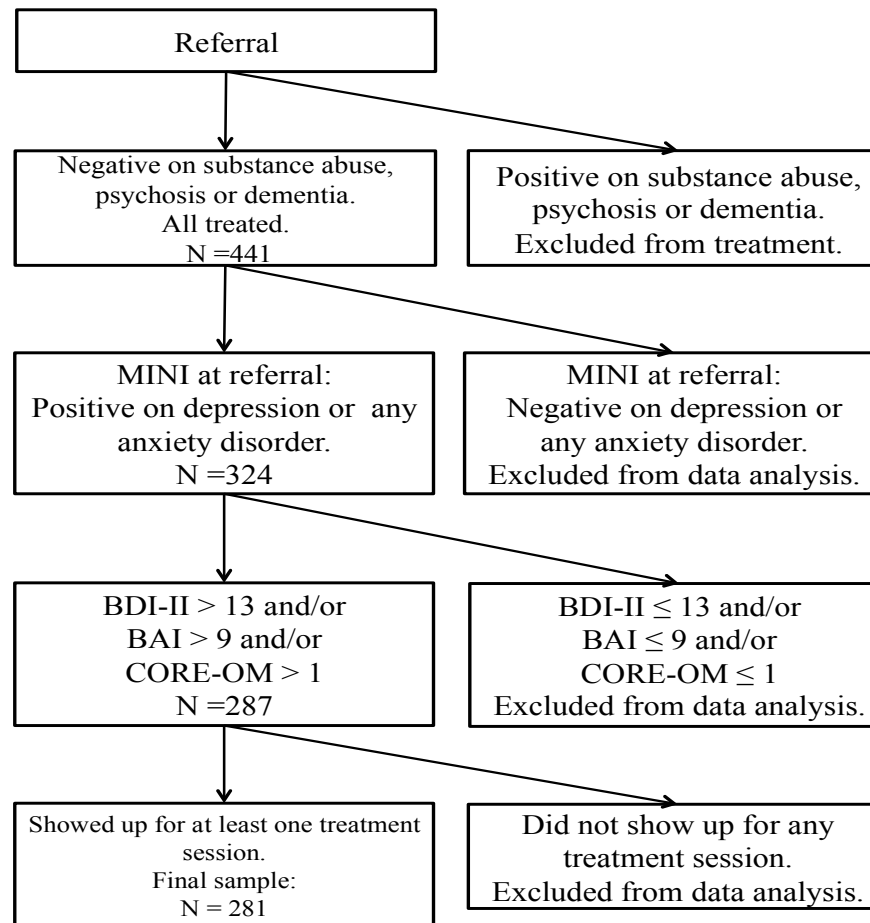 Referral
Negative on substance abuse,
psychosis or dementia.
All treated.
N =441
Positive on substance abuse,
psychosis or dementia.
Excluded from treatment.
MINI at referral:
Positive on depression or any
anxiety disorder.
N =324
MINI at referral:
Negative on depression or
any anxiety disorder.
Excluded from data analysis.
BDI-II > 13 and/or
BAI > 9 and/or
CORE-OM > 1
N =287
BDI-II ≤ 13 and/or
BAI ≤ 9 and/or
CORE-OM ≤ 1
Excluded from data analysis.
Showed up for at least one treatment
session.
Final sample:
N = 281
Did not show up for any
treatment session.
Excluded from data analysis.